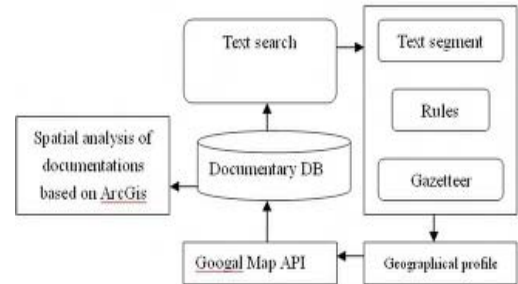 Text search
Text segment
Rules
Gazetteer
Spatial analysis of
documentations
based on ArcGis
Documentary DB
Googal Map API
Geographical profile